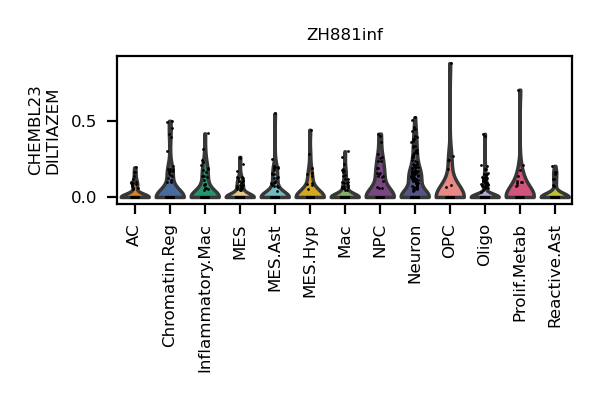 ZH881inf
CHEMBL23
DILTIAZEM
0.5
0.0
AC
Chromatin.Reg
Inflammatory.Mac
MES
MES.Ast
MES.Hyp
Mac
NPC
Neuron
OPC
Oligo
Prolif.Metab
Reactive.Ast